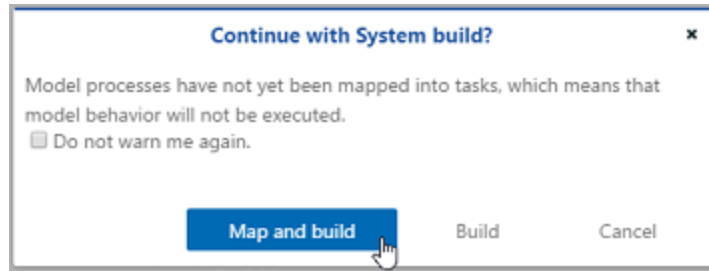 Continue with System build?
Model processes have not yet been mapped into tasks, which means that
model behavior will not be executed.
Do not warn me again.
Map and build Build Cancel